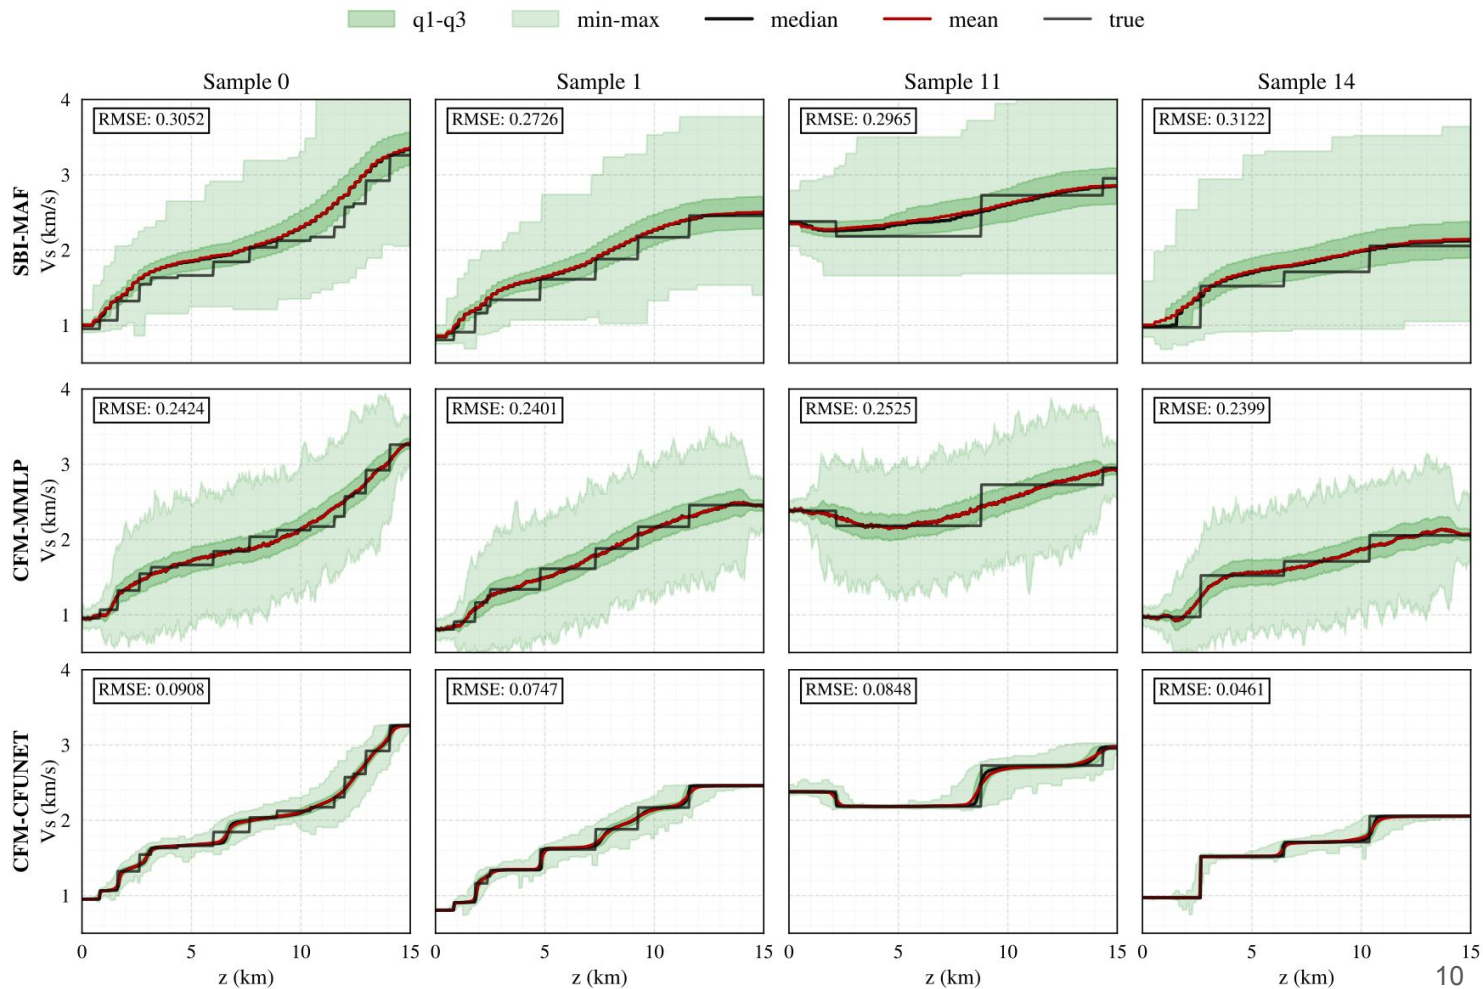 q1-q3 min-max median mean true
Sample 0 Sample 1 Sample 11 Sample 14
SBI-MAF
Vs (km/s)
4
3
2
1
RMSE: 0.3052
RMSE: 0.2726
RMSE: 0.2965
RMSE: 0.3122
CFM-MMLP
Vs (km/s)
4
3
2
1
RMSE: 0.2424
RMSE: 0.2401
RMSE: 0.2525
RMSE: 0.2399
CFM-CFUNET
Vs (km/s)
4
3
2
1
RMSE: 0.0908
RMSE: 0.0747
RMSE: 0.0848
RMSE: 0.0461
0 5 10 15 0 5 10 15 0 5 10 15 0 5 10 15
z (km) z (km) z (km) z (km)
10